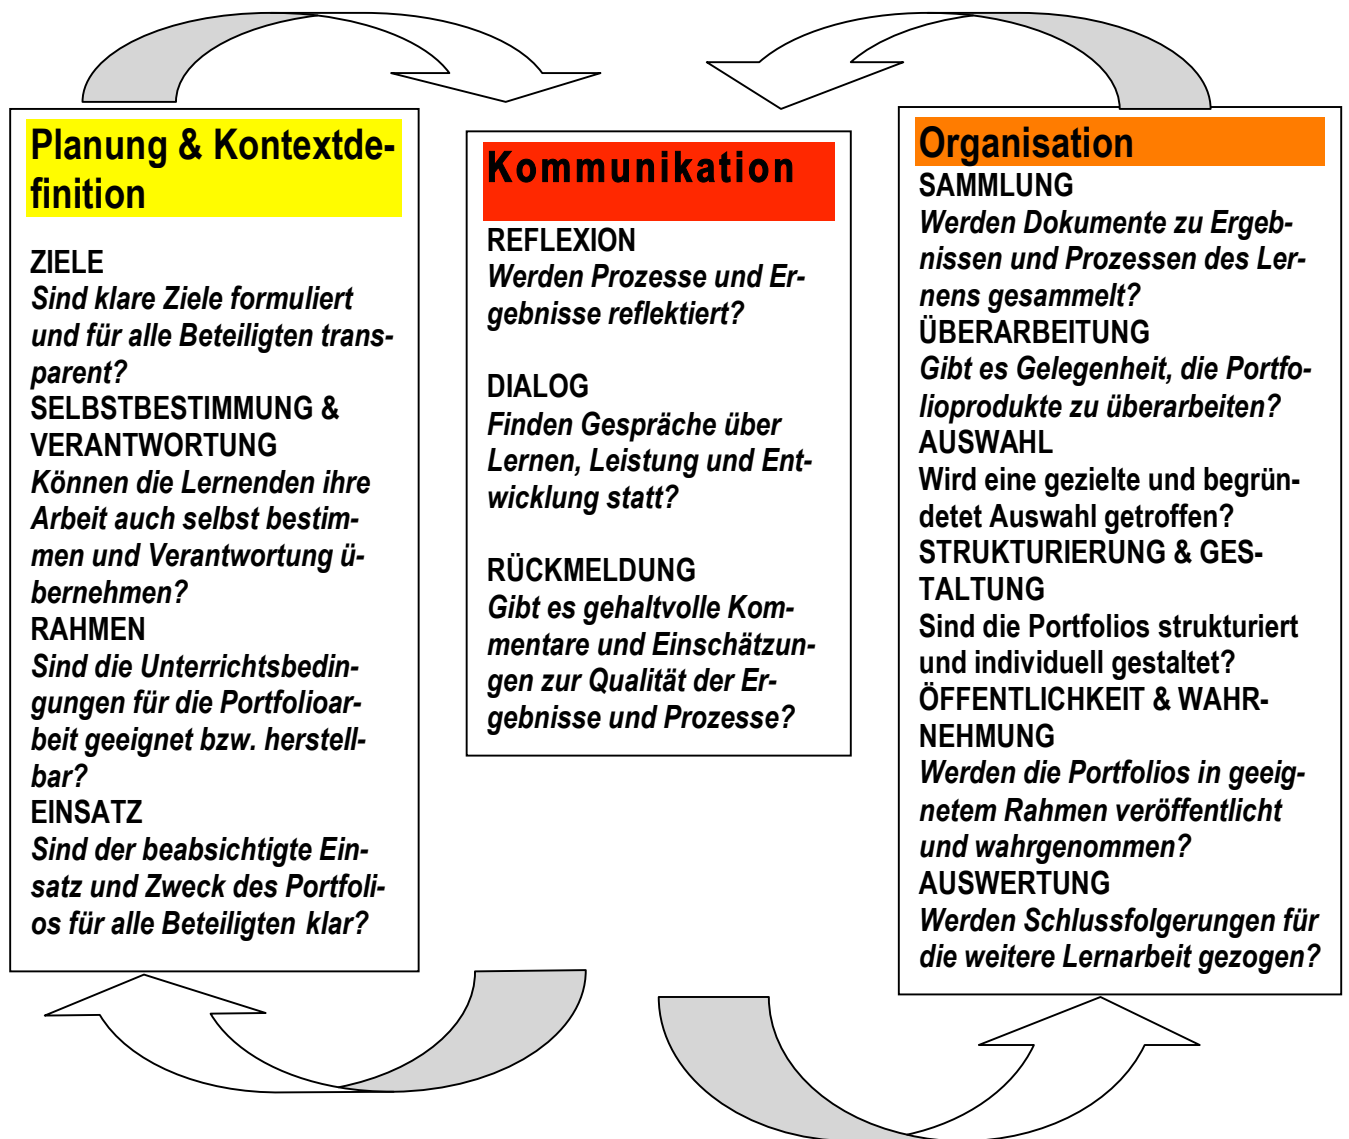 Planung & Kontextde-
finition
ZIELE
Sind klare Ziele formuliert
und für alle Beteiligten trans-
parent?
SELBSTBESTIMMUNG &
VERANTWORTUNG
Können die Lernenden ihre
Arbeit auch selbst bestim-
men und Verantwortung ü-
bernehmen?
RAHMEN
Sind die Unterrichtsbedin-
gungen für die Portfolioar-
beit geeignet bzw. herstell-
bar?
EINSATZ
Sind der beabsichtigte Ein-
satz und Zweck des Portfoli-
os für alle Beteiligten klar?
Kommunikation
REFLEXION
Werden Prozesse und Er-
gebnisse reflektiert?
DIALOG
Finden Gespräche über
Lernen, Leistung und Ent-
wicklung statt?
RÜCKMELDUNG
Gibt es gehaltvolle Kom-
mentare und Einschätzun-
gen zur Qualität der Er-
gebnisse und Prozesse?
Organisation
SAMMLUNG
Werden Dokumente zu Ergeb-
nissen und Prozessen des Ler-
nens gesammelt?
ÜBERARBEITUNG
Gibt es Gelegenheit, die Portfo-
lioprodukte zu überarbeiten?
AUSWAHL
Wird eine gezielte und begrün-
detet Auswahl getroffen?
STRUKTURIERUNG & GES-
TALTUNG
Sind die Portfolios strukturiert
und individuell gestaltet?
ÖFFENTLICHKEIT & WAHR-
NEHMUNG
Werden die Portfolios in geeig-
netem Rahmen veröffentlicht
und wahrgenommen?
AUSWERTUNG
Werden Schlussfolgerungen für
die weitere Lernarbeit gezogen?